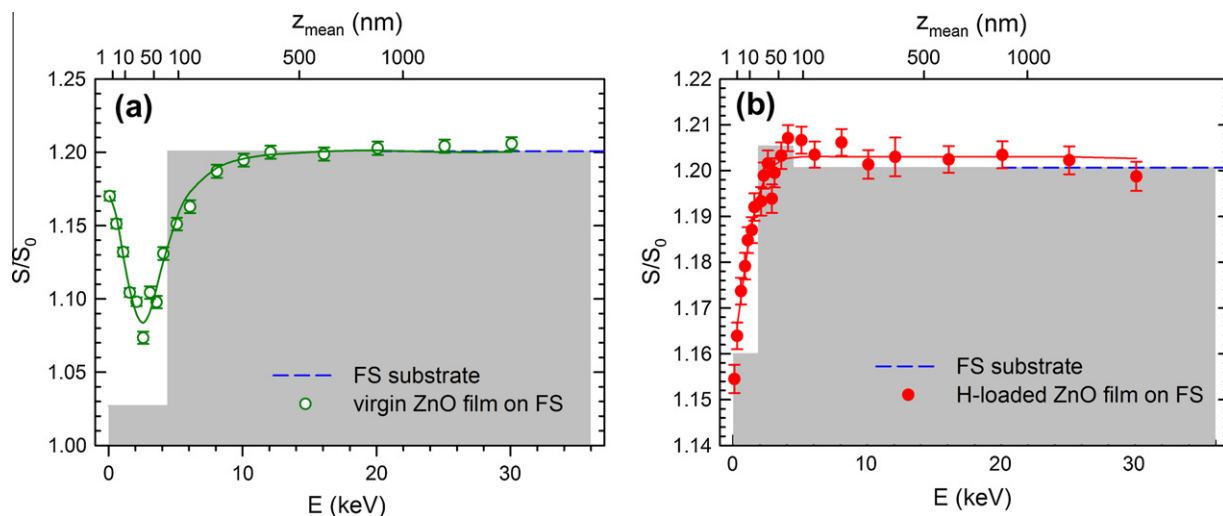 z_mean (nm)
1 10 50 100 500 1000
(a)
1.25
1.20
1.15
1.10
1.05
1.00
S/S_0
FS substrate
virgin ZnO film on FS
0 10 20 30
E (keV)
z_mean (nm)
1 10 50 100 500 1000
(b)
1.22
1.21
1.20
1.19
1.18
1.17
1.16
1.15
1.14
S/S_0
FS substrate
H-loaded ZnO film on FS
0 10 20 30
E (keV)